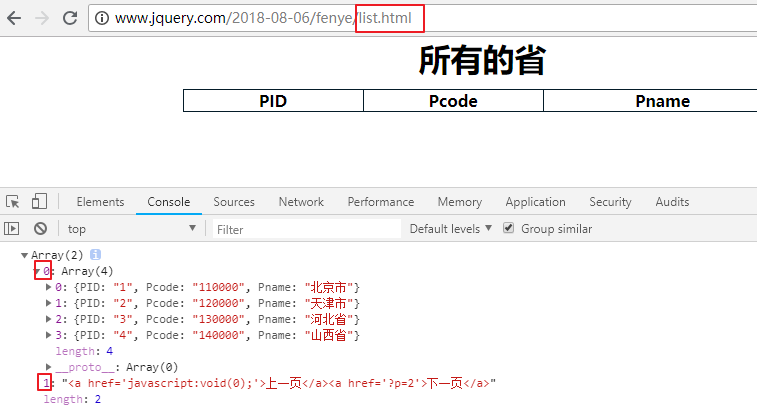 www.jquery.com/2018-08-06/fenye/list.html
所有的省
PID Pcode Pname
Elements Console Sources Network Performance Memory Application Security Audits
top Filter Default levels Group similar
Array(2)
0: Array(4)
0: {PID: "1", Pcode: "110000", Pname: "北京市"}
1: {PID: "2", Pcode: "120000", Pname: "天津市"}
2: {PID: "3", Pcode: "130000", Pname: "河北省"}
3: {PID: "4", Pcode: "140000", Pname: "山西省"}
length: 4
__proto__: Array(0)
1: "<a href='javascript:void(0);'>上一页</a><a href='?p=2'>下一页</a>"
length: 2